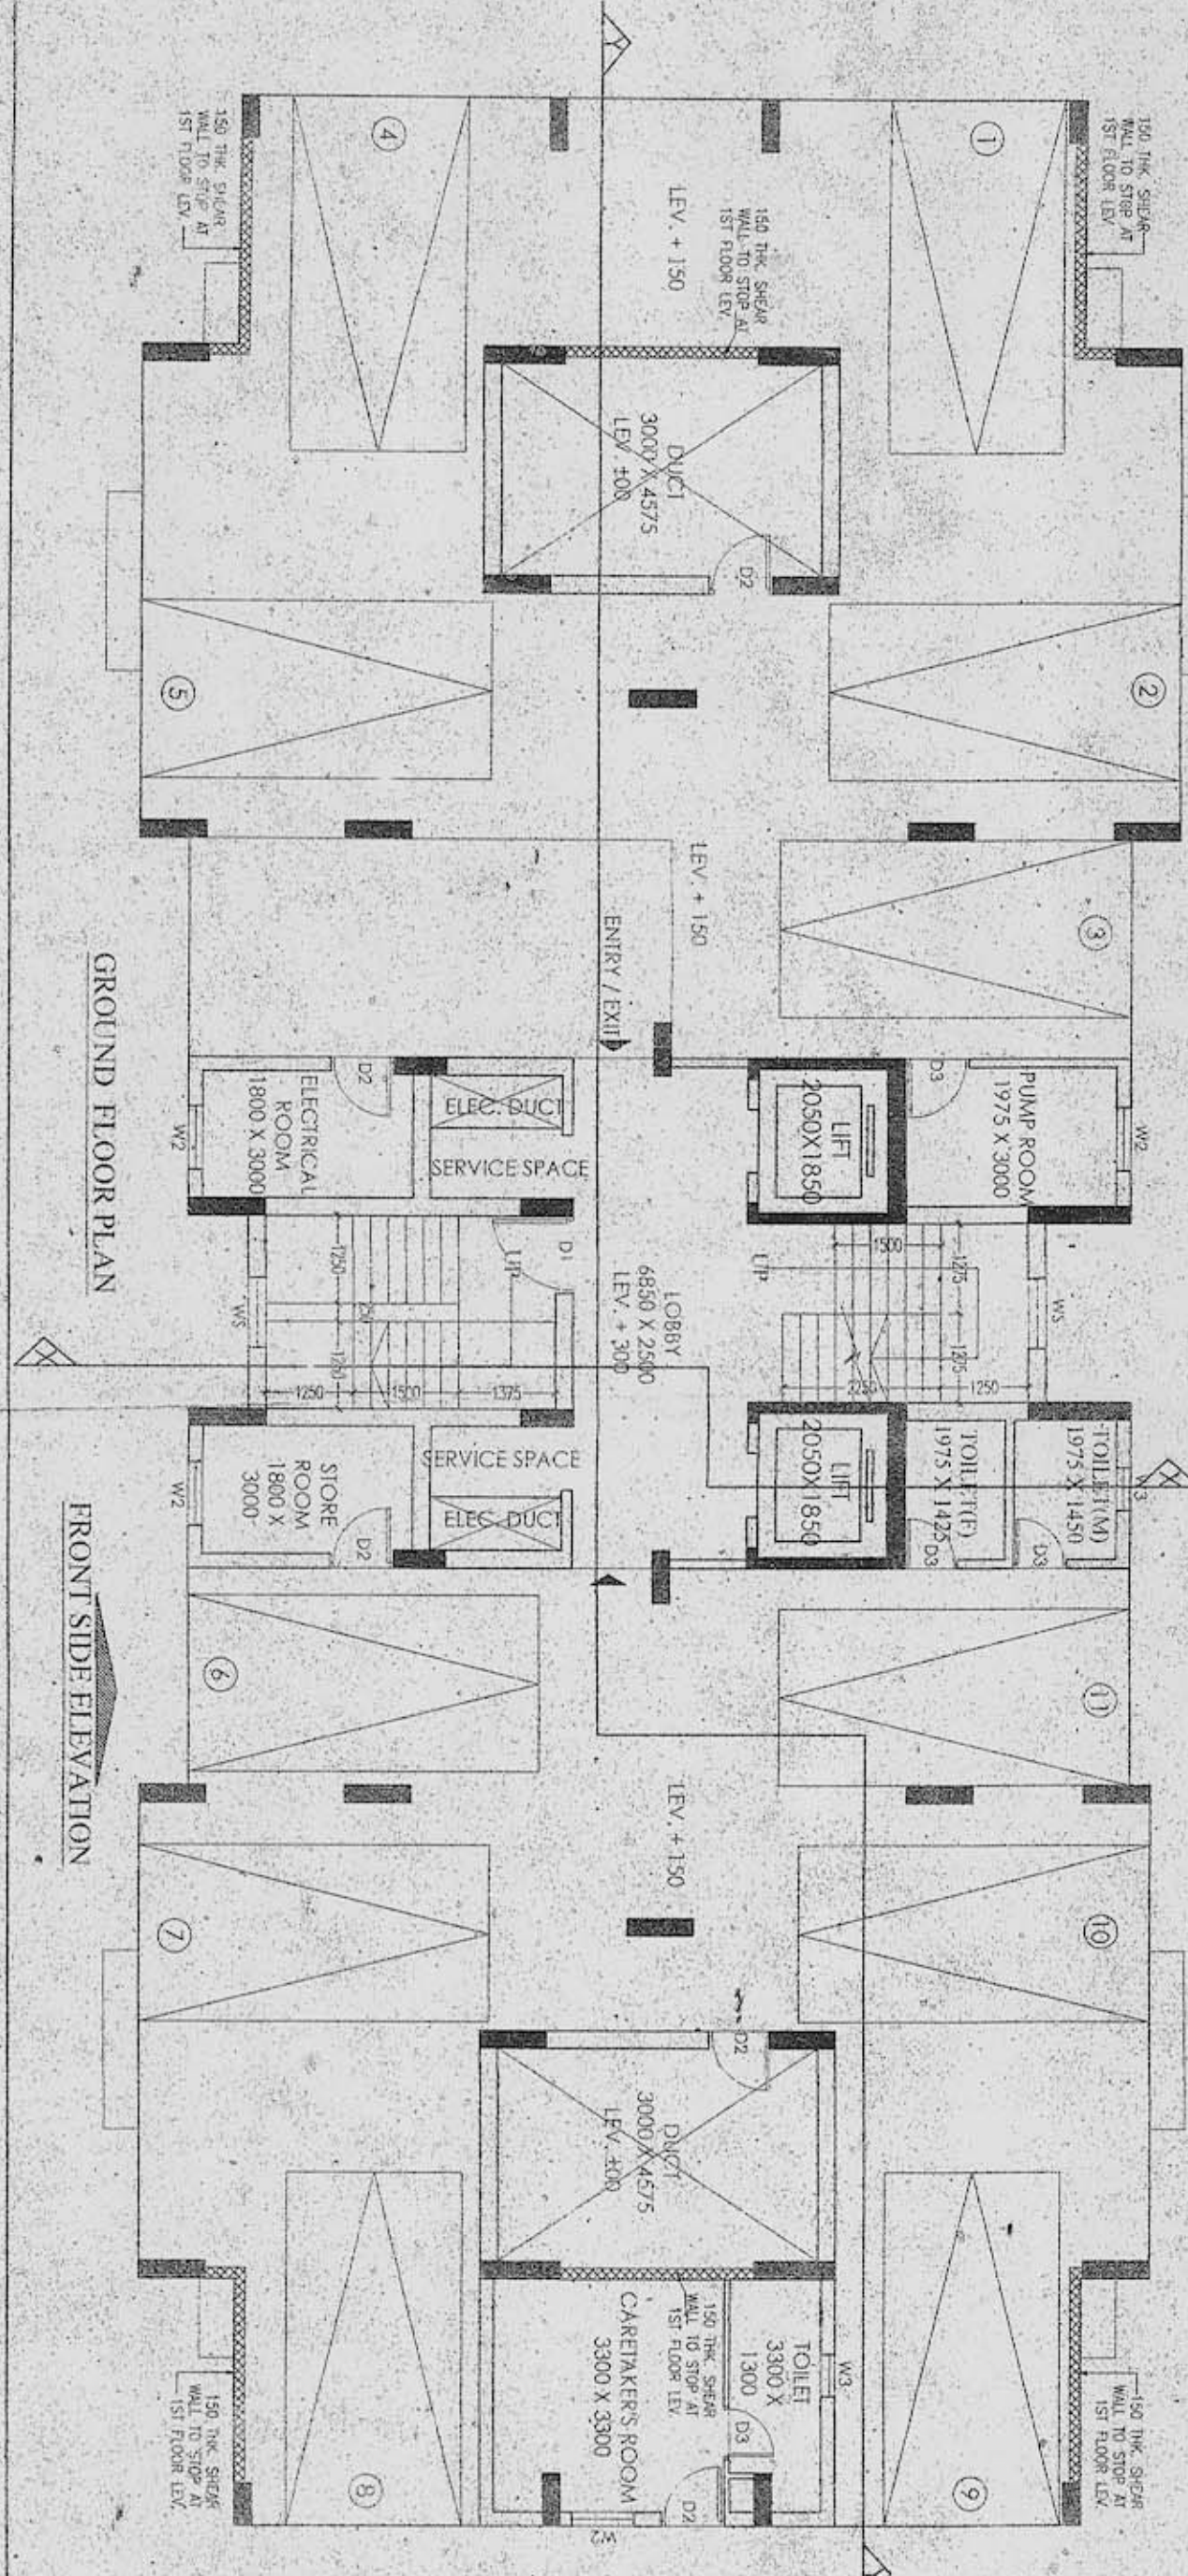 Y
150 THK. SHEAR
WALL TO STOP AT
1ST FLOOR LEV.
4
150 THK. SHEAR
WALL TO STOP AT
1ST FLOOR LEV
LEV. + 150
1
150 THK. SHEAR
WALL TO STOP AT
1ST FLOOR LEV
DUCT
3000 X 4575
LEV. ±00
D2
5
2
LEV. + 150
3
ENTRY / EXIT
D2
ELECTRICAL
ROOM
1800 X 3000
W2
ELEC. DUCT
SERVICE SPACE
LIFT
2050X1850
D3
PUMP ROOM
1975 X 3000
W2
D1
UP
1250
250
1250
1250
1500
1375
WS
LOBBY
6850 X 2500
LEV. + 300
UP
1500
1275
1275
2250
1250
WS
X
X
SERVICE SPACE
ELEC. DUCT
STORE
ROOM
1800 X
3000
W2
D2
LIFT
2050X1850
TOILET(F)
1975 X 1425
D3
TOILET(M)
1975 X 1450
D3
W3
6
11
LEV. + 150
7
10
D2
DUCT
3000 X 4575
LEV. ±00
150 THK. SHEAR
WALL TO STOP AT
1ST FLOOR LEV
TOILET
3300 X
1300
W3
D3
CARETAKER'S ROOM
3300 X 3300
D2
W2
8
9
150 THK. SHEAR
WALL TO STOP AT
1ST FLOOR LEV.
150 THK. SHEAR
WALL TO STOP AT
1ST FLOOR LEV.
GROUND FLOOR PLAN
FRONT SIDE ELEVATION